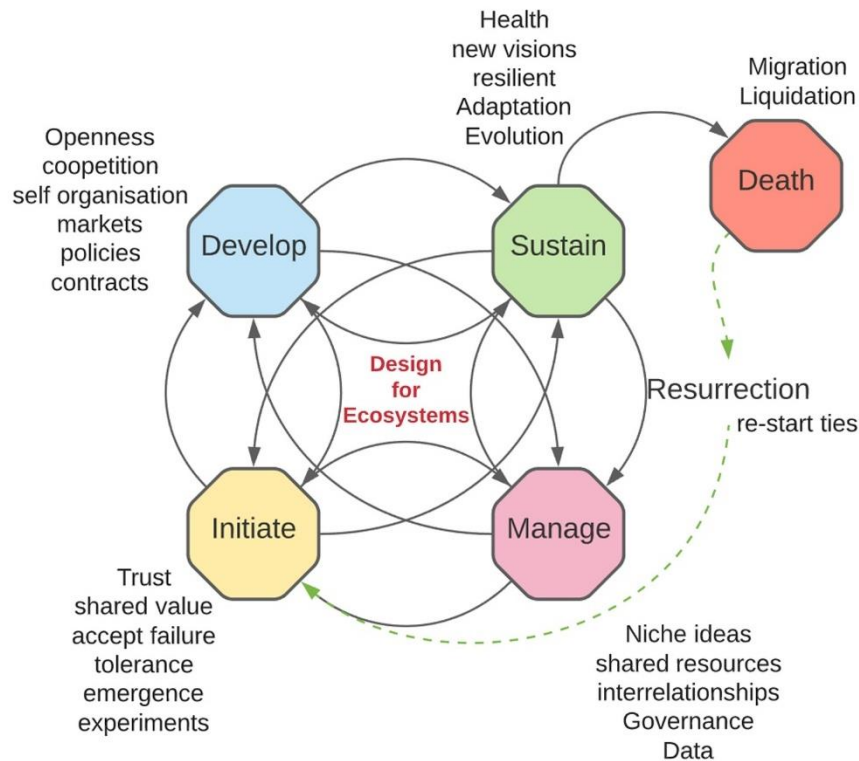 Health
new visions
resilient
Adaptation
Evolution
Migration
Liquidation
Openness
coopetition
self organisation
markets
policies
contracts
Develop
Sustain
Death
Design
for
Ecosystems
Resurrection
re-start ties
Initiate
Manage
Trust
shared value
accept failure
tolerance
emergence
experiments
Niche ideas
shared resources
interrelationships
Governance
Data